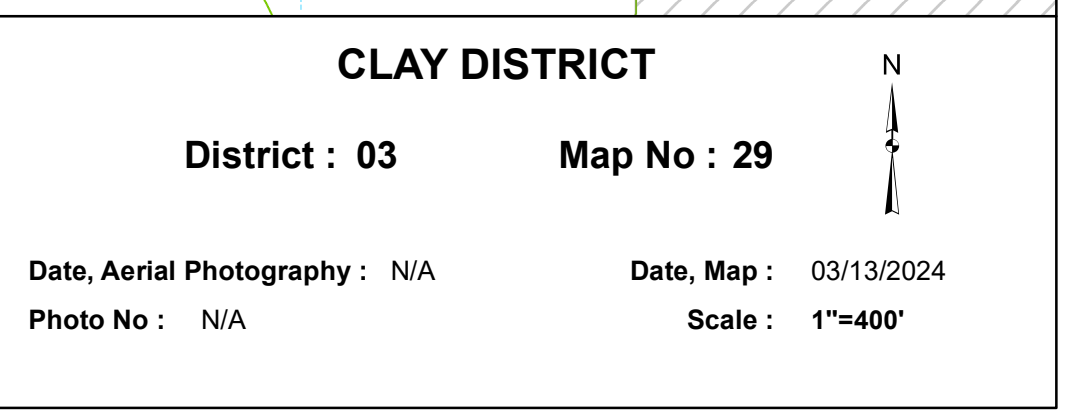 CLAY DISTRICT
N
District : 03 Map No : 29
Date, Aerial Photography : N/A Date, Map : 03/13/2024
Photo No : N/A Scale : 1"=400'